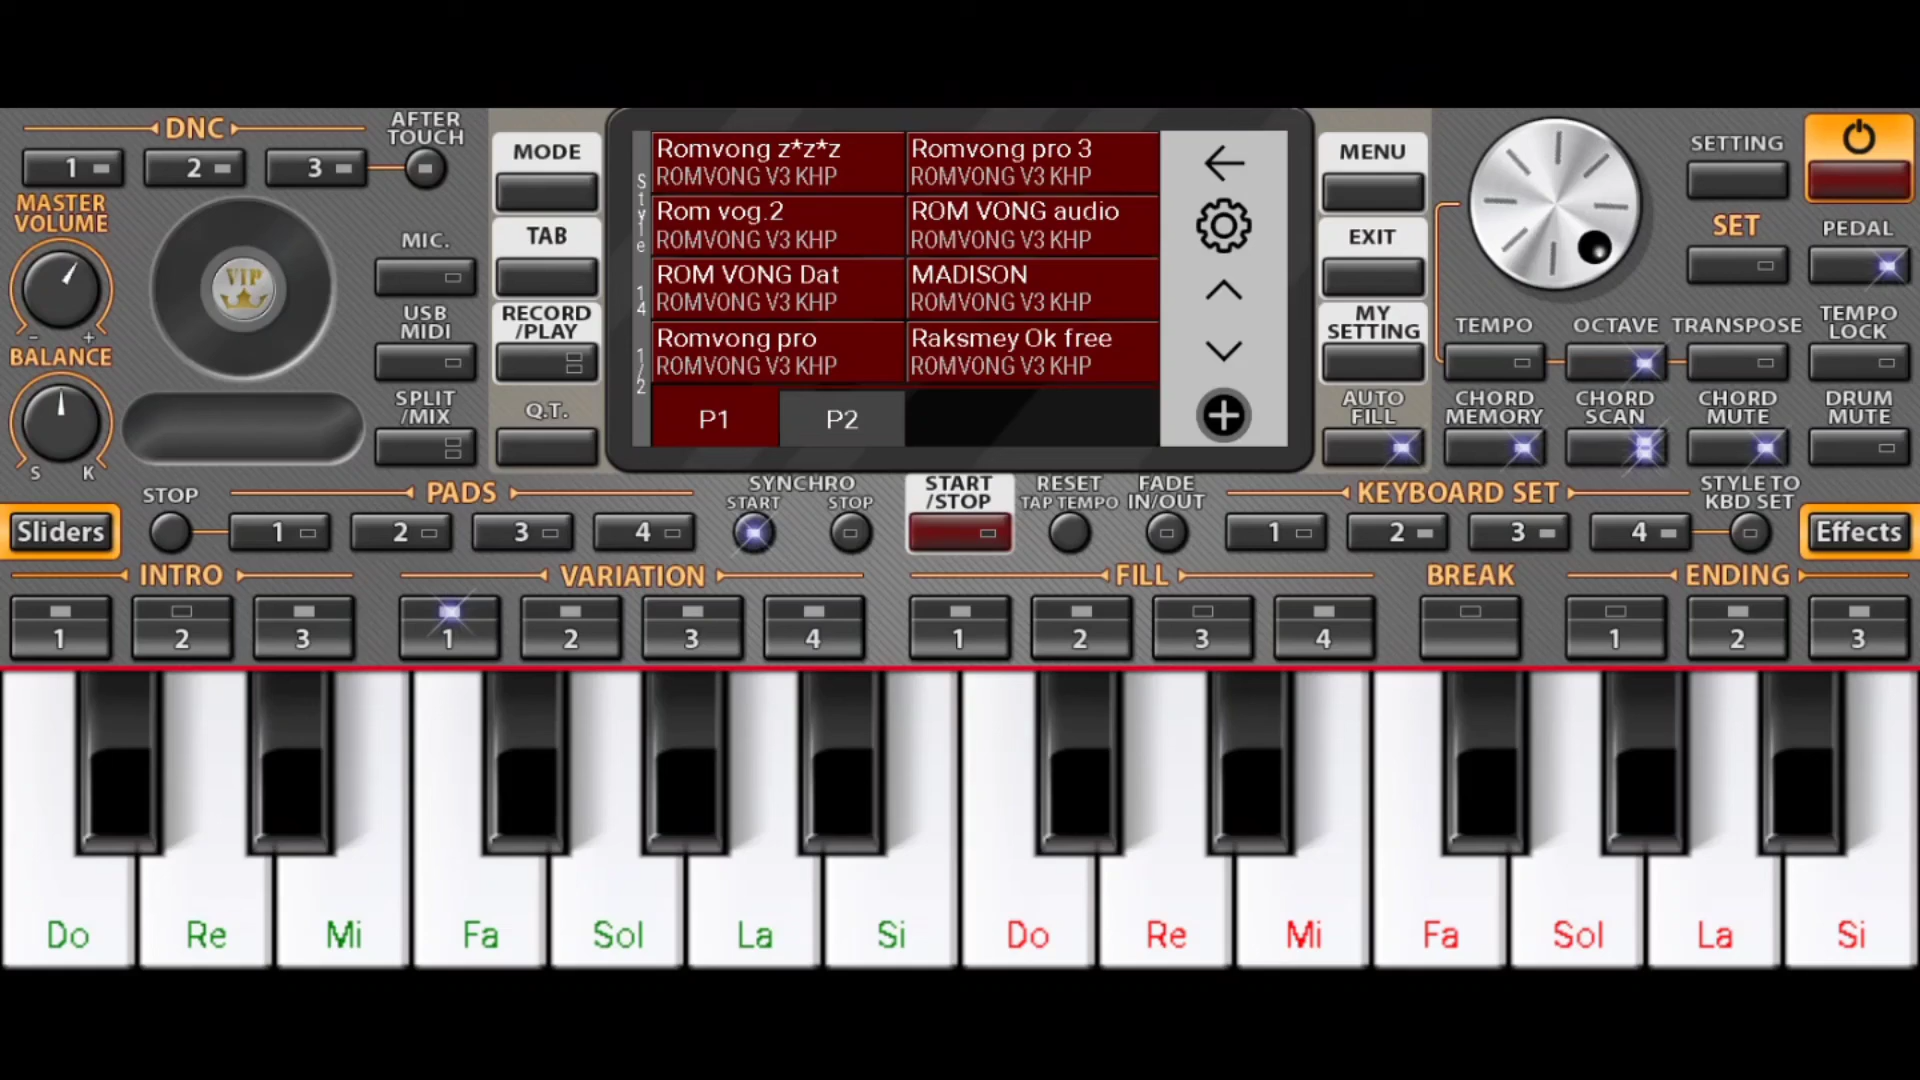 DNC
1
2
3
AFTER
TOUCH
MASTER
VOLUME
-
+
BALANCE
S
K
VIP
MIC.
USB
MIDI
SPLIT
/MIX
MODE
TAB
RECORD
/PLAY
Q.T.
Style
14
1/2
Romvong z*z*z
ROMVONG V3 KHP
Romvong pro 3
ROMVONG V3 KHP
Rom vog.2
ROMVONG V3 KHP
ROM VONG audio
ROMVONG V3 KHP
ROM VONG Dat
ROMVONG V3 KHP
MADISON
ROMVONG V3 KHP
Romvong pro
ROMVONG V3 KHP
Raksmey Ok free
ROMVONG V3 KHP
P1
P2
MENU
EXIT
MY
SETTING
AUTO
FILL
SETTING
SET
PEDAL
TEMPO
OCTAVE
TRANSPOSE
TEMPO
LOCK
CHORD
MEMORY
CHORD
SCAN
CHORD
MUTE
DRUM
MUTE
Sliders
STOP
PADS
1
2
3
4
SYNCHRO
START
STOP
START
/STOP
RESET
TAP TEMPO
FADE
IN/OUT
KEYBOARD SET
1
2
3
4
STYLE TO
KBD SET
Effects
INTRO
1
2
3
VARIATION
1
2
3
4
FILL
1
2
3
4
BREAK
ENDING
1
2
3
Do Re Mi Fa Sol La Si Do Re Mi Fa Sol La Si